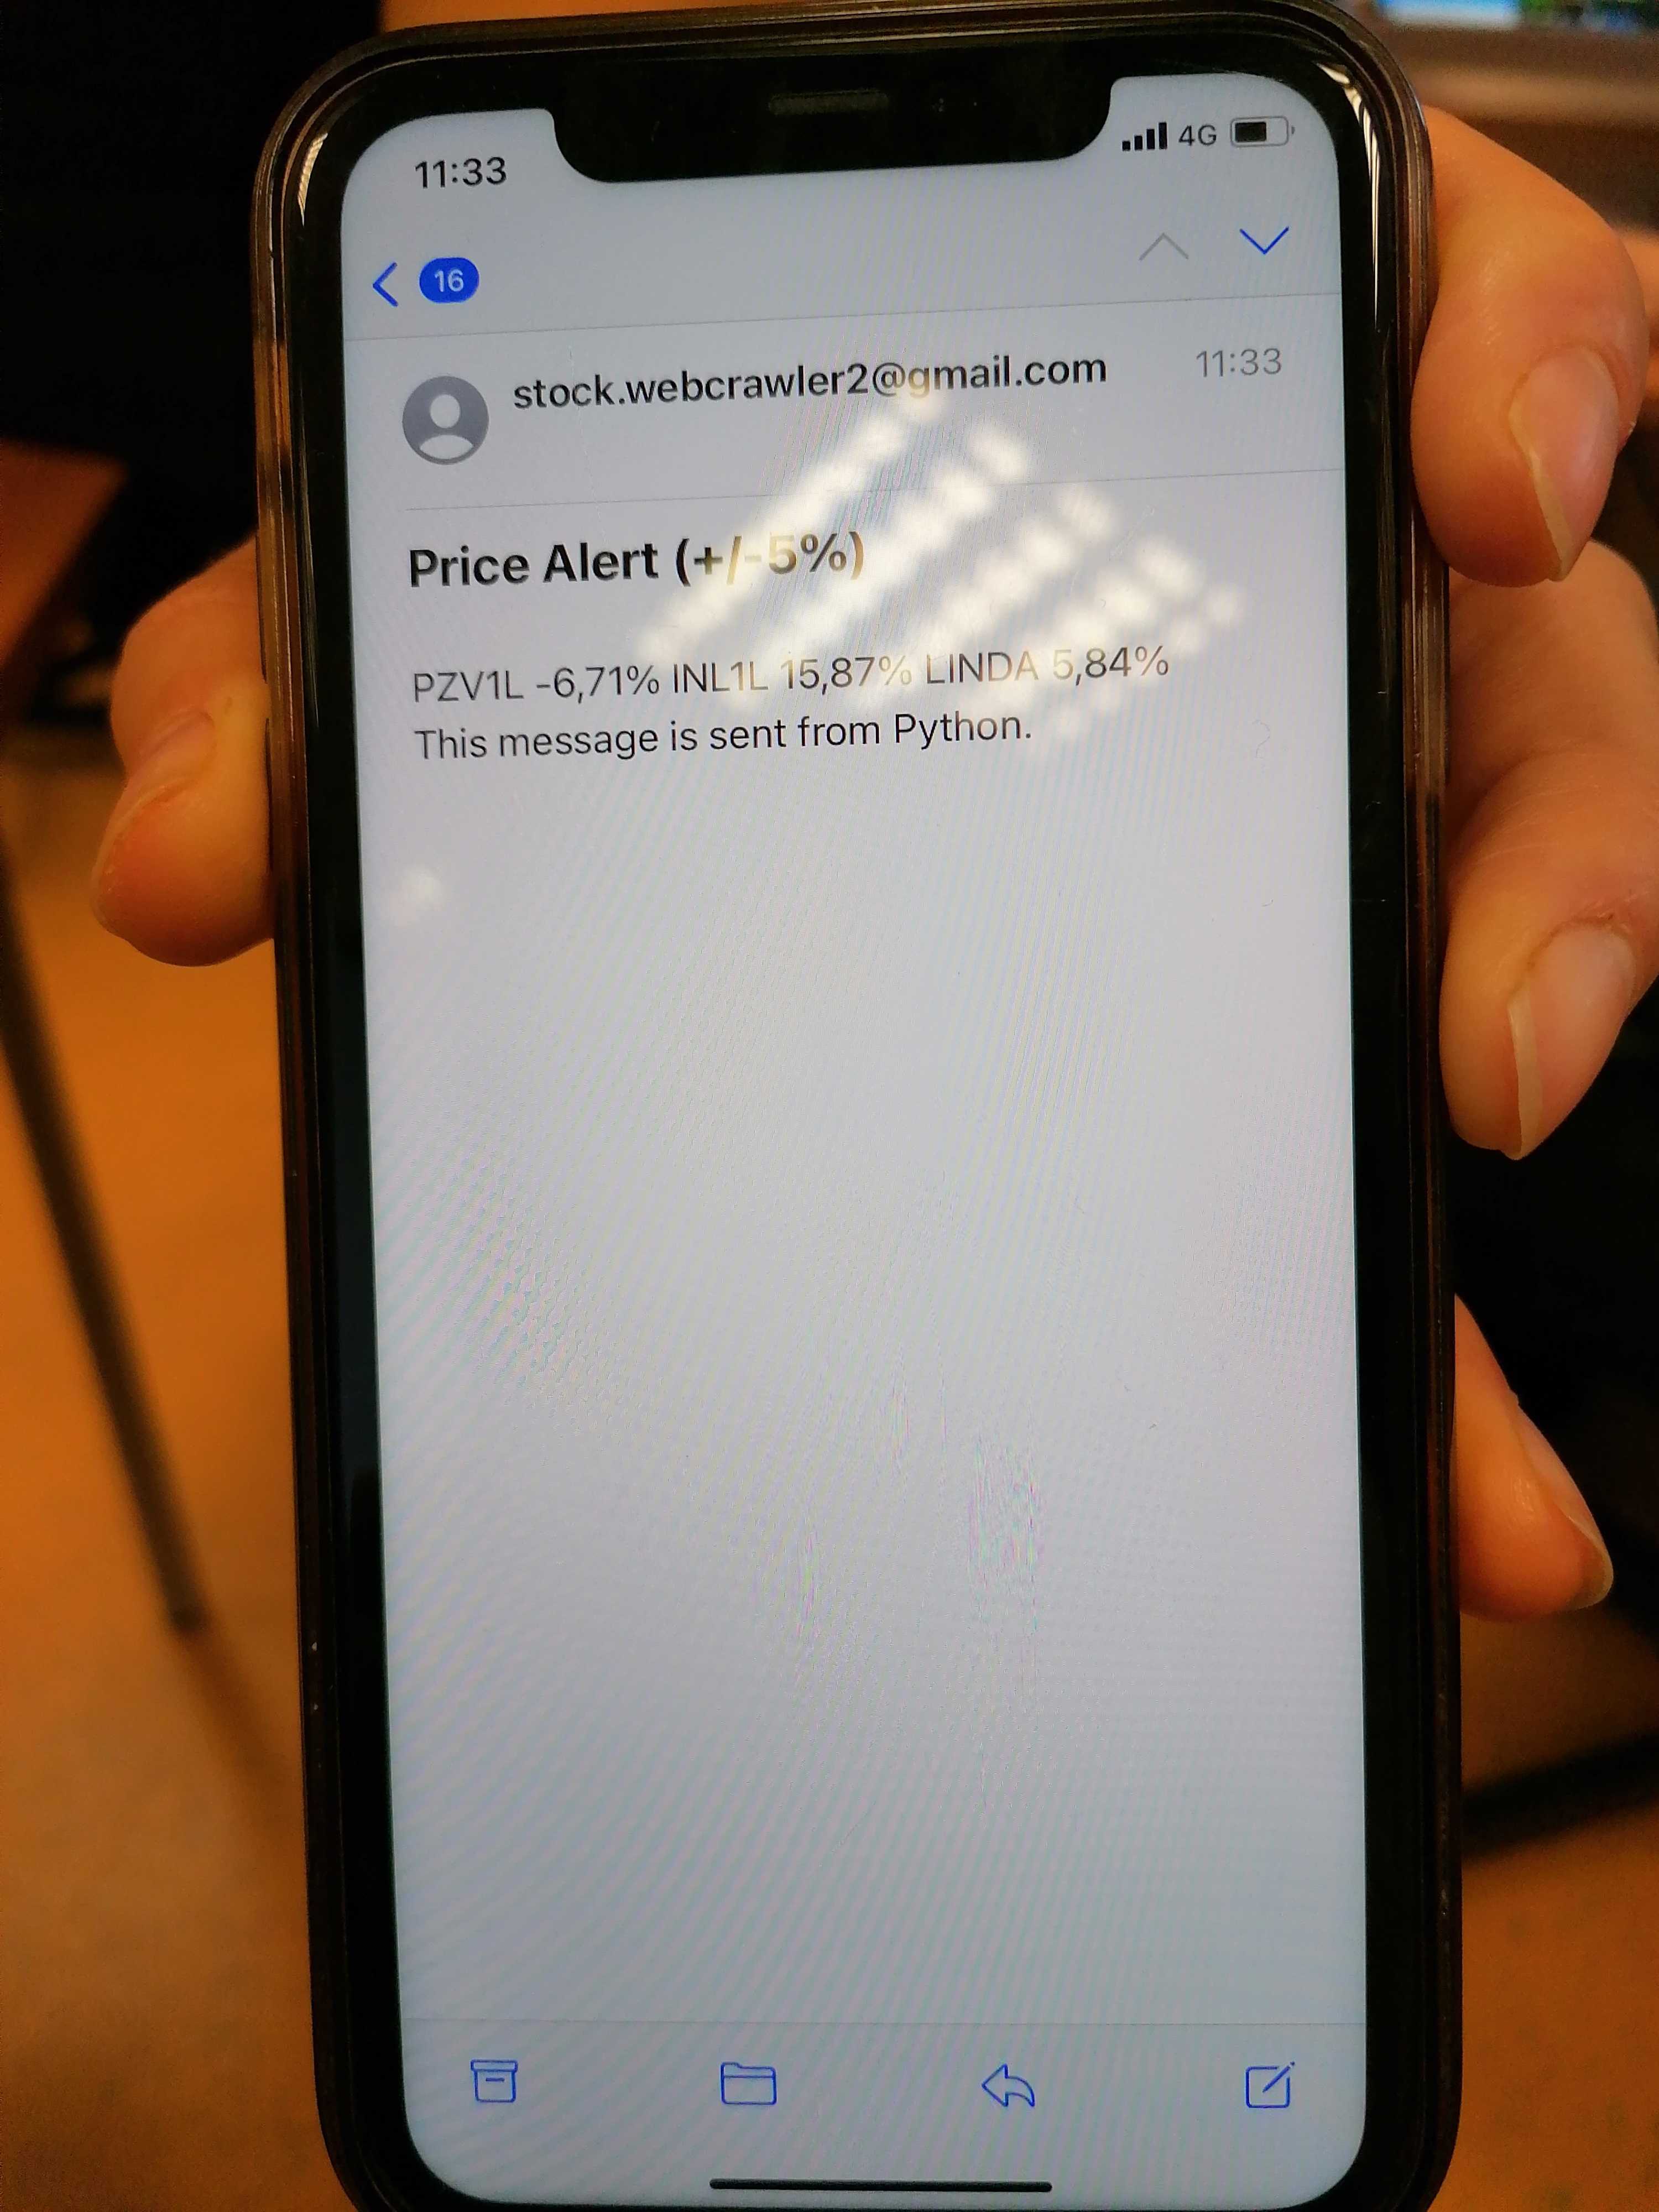 11:33
4G
16
stock.webcrawler2@gmail.com
11:33
Price Alert (+/-5%)
PZV1L -6,71% INL1L 15,87% LINDA 5,84%
This message is sent from Python.